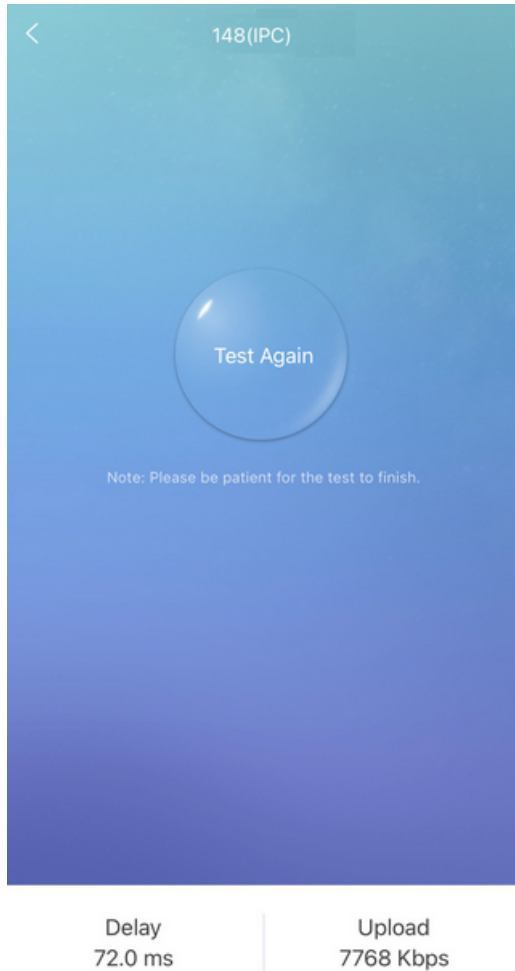 148(IPC)
Test Again
Note: Please be patient for the test to finish.
Delay
72.0 ms
Upload
7768 Kbps